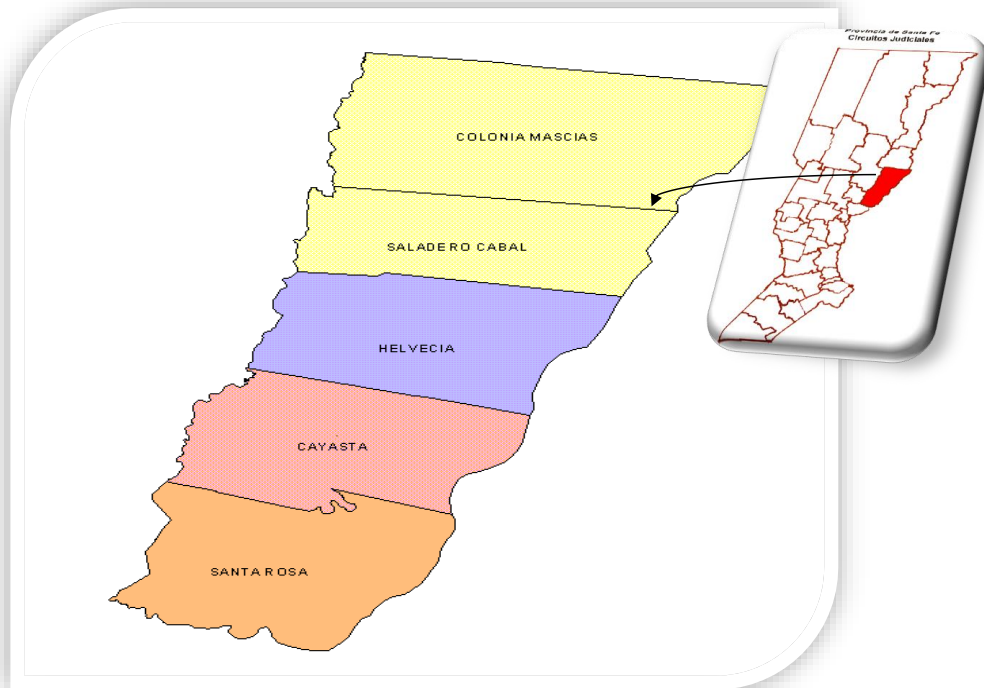 Provincia de Santa Fe
Circuitos Judiciales
COLONIA MASCIAS
SALADERO CABAL
HELVECIA
CAYASTA
SANTA ROSA